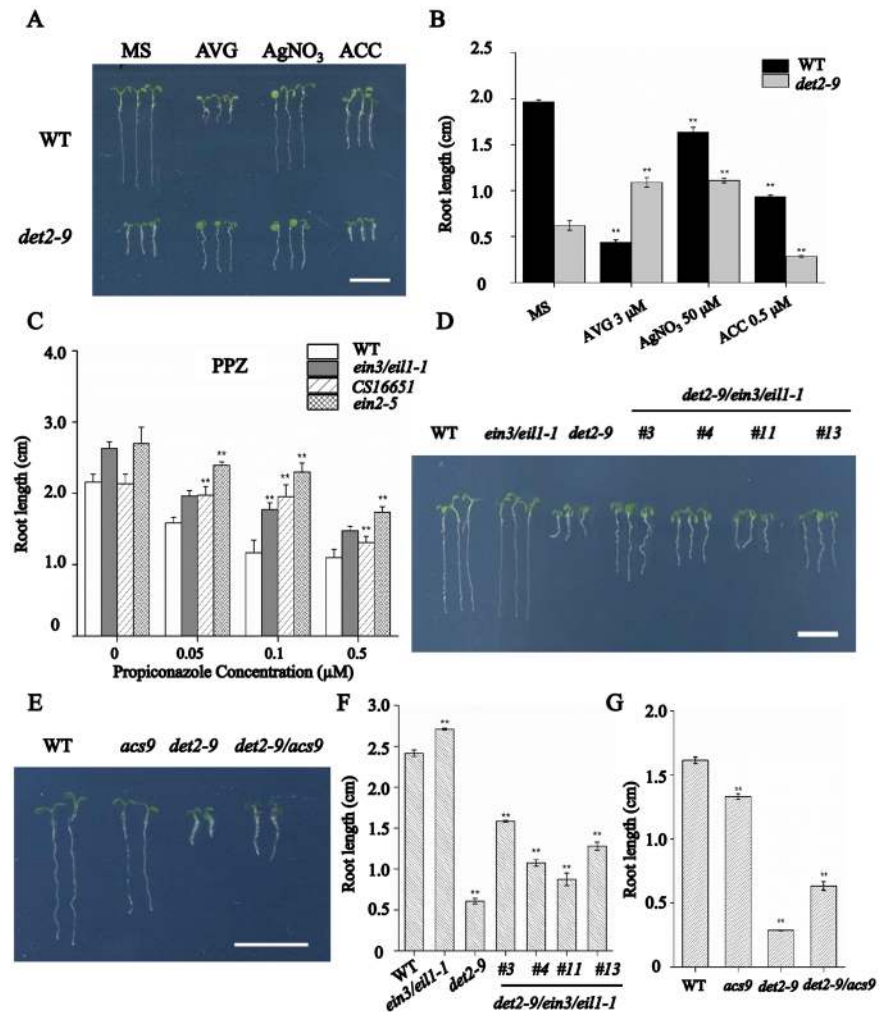 A
MS AVG AgNO₃ ACC
WT
det2-9
B
2.5
2.0
1.5
1.0
0.5
0
Root length (cm)
WT
det2-9
**
**
**
**
**
**
MS
AVG 3 µM
AgNO₃ 50 µM
ACC 0.5 µM
C
PPZ
4.0
3.0
2.0
1.0
0
Root length (cm)
WT
ein3/eil1-1
CS16651
ein2-5
** **
** ** **
** **
0 0.05 0.1 0.5
Propiconazole Concentration (µM)
D
det2-9/ein3/eil1-1
WT ein3/eil1-1 det2-9 #3 #4 #11 #13
E
WT acs9 det2-9 det2-9/acs9
F
3.0
2.5
2.0
1.5
1.0
0.5
0.0
Root length (cm)
**
**
**
**
**
**
WT
ein3/eil1-1
det2-9
#3 #4 #11 #13
det2-9/ein3/eil1-1
G
2.0
1.5
1.0
0.5
0
Root length (cm)
**
**
**
WT acs9 det2-9 det2-9/acs9